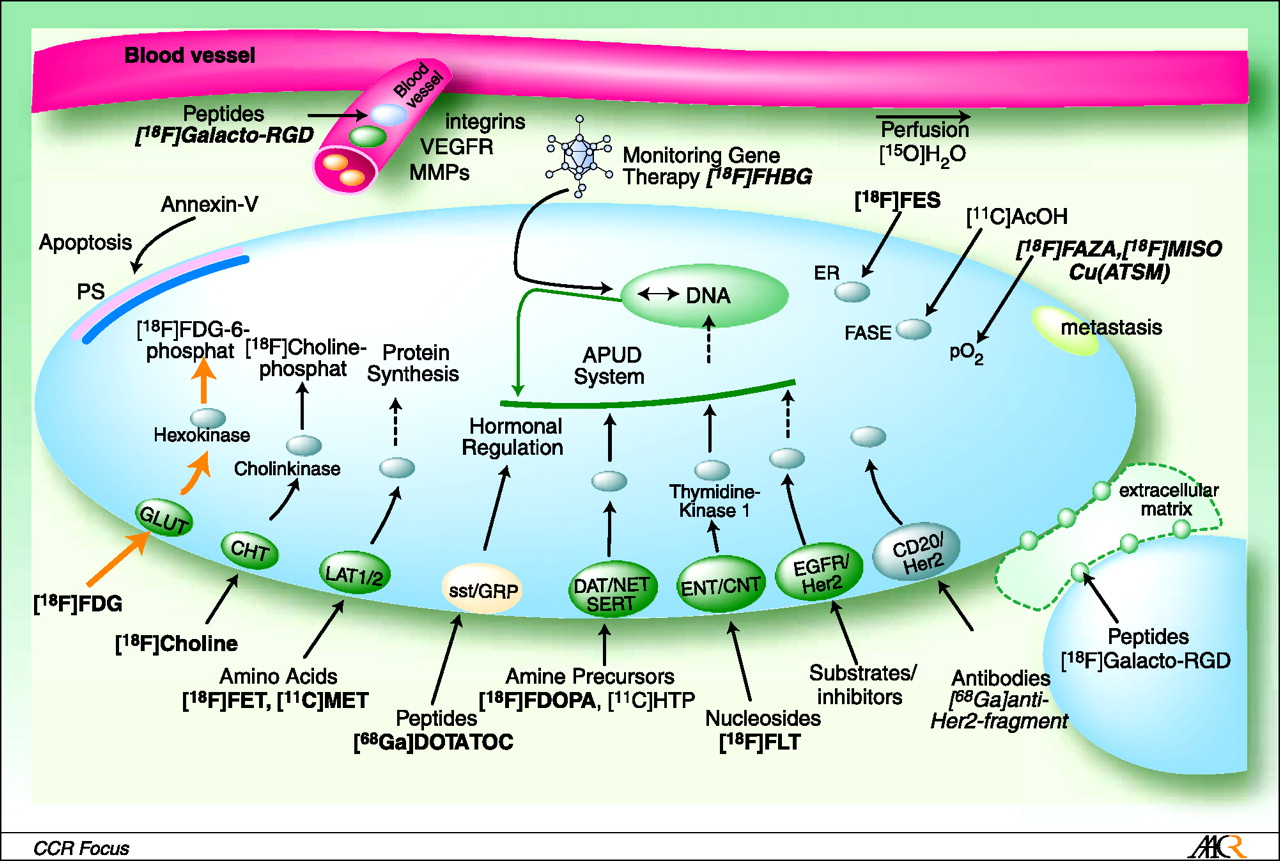 Blood vessel
Blood
vessel
Peptides
[¹⁸F]Galacto-RGD
integrins
VEGFR
MMPs
Monitoring Gene
Therapy [¹⁸F]FHBG
Perfusion
[¹⁵O]H₂O
Annexin-V
Apoptosis
PS
[¹⁸F]FES
[¹¹C]AcOH
[¹⁸F]FAZA,[¹⁸F]MISO
Cu(ATSM)
ER
FASE
pO₂
metastasis
DNA
[¹⁸F]FDG-6-
phosphat
[¹⁸F]Choline-
phosphat
Protein
Synthesis
APUD
System
Hormonal
Regulation
Hexokinase
Cholinkinase
Thymidine-
Kinase 1
extracellular
matrix
GLUT
CHT
LAT1/2
sst/GRP
DAT/NET
SERT
ENT/CNT
EGFR/
Her2
CD20/
Her2
[¹⁸F]FDG
[¹⁸F]Choline
Amino Acids
[¹⁸F]FET, [¹¹C]MET
Peptides
[⁶⁸Ga]DOTATOC
Amine Precursors
[¹⁸F]FDOPA, [¹¹C]HTP
Nucleosides
[¹⁸F]FLT
Substrates/
inhibitors
Antibodies
[⁶⁸Ga]anti-
Her2-fragment
Peptides
[¹⁸F]Galacto-RGD
CCR Focus
AACR